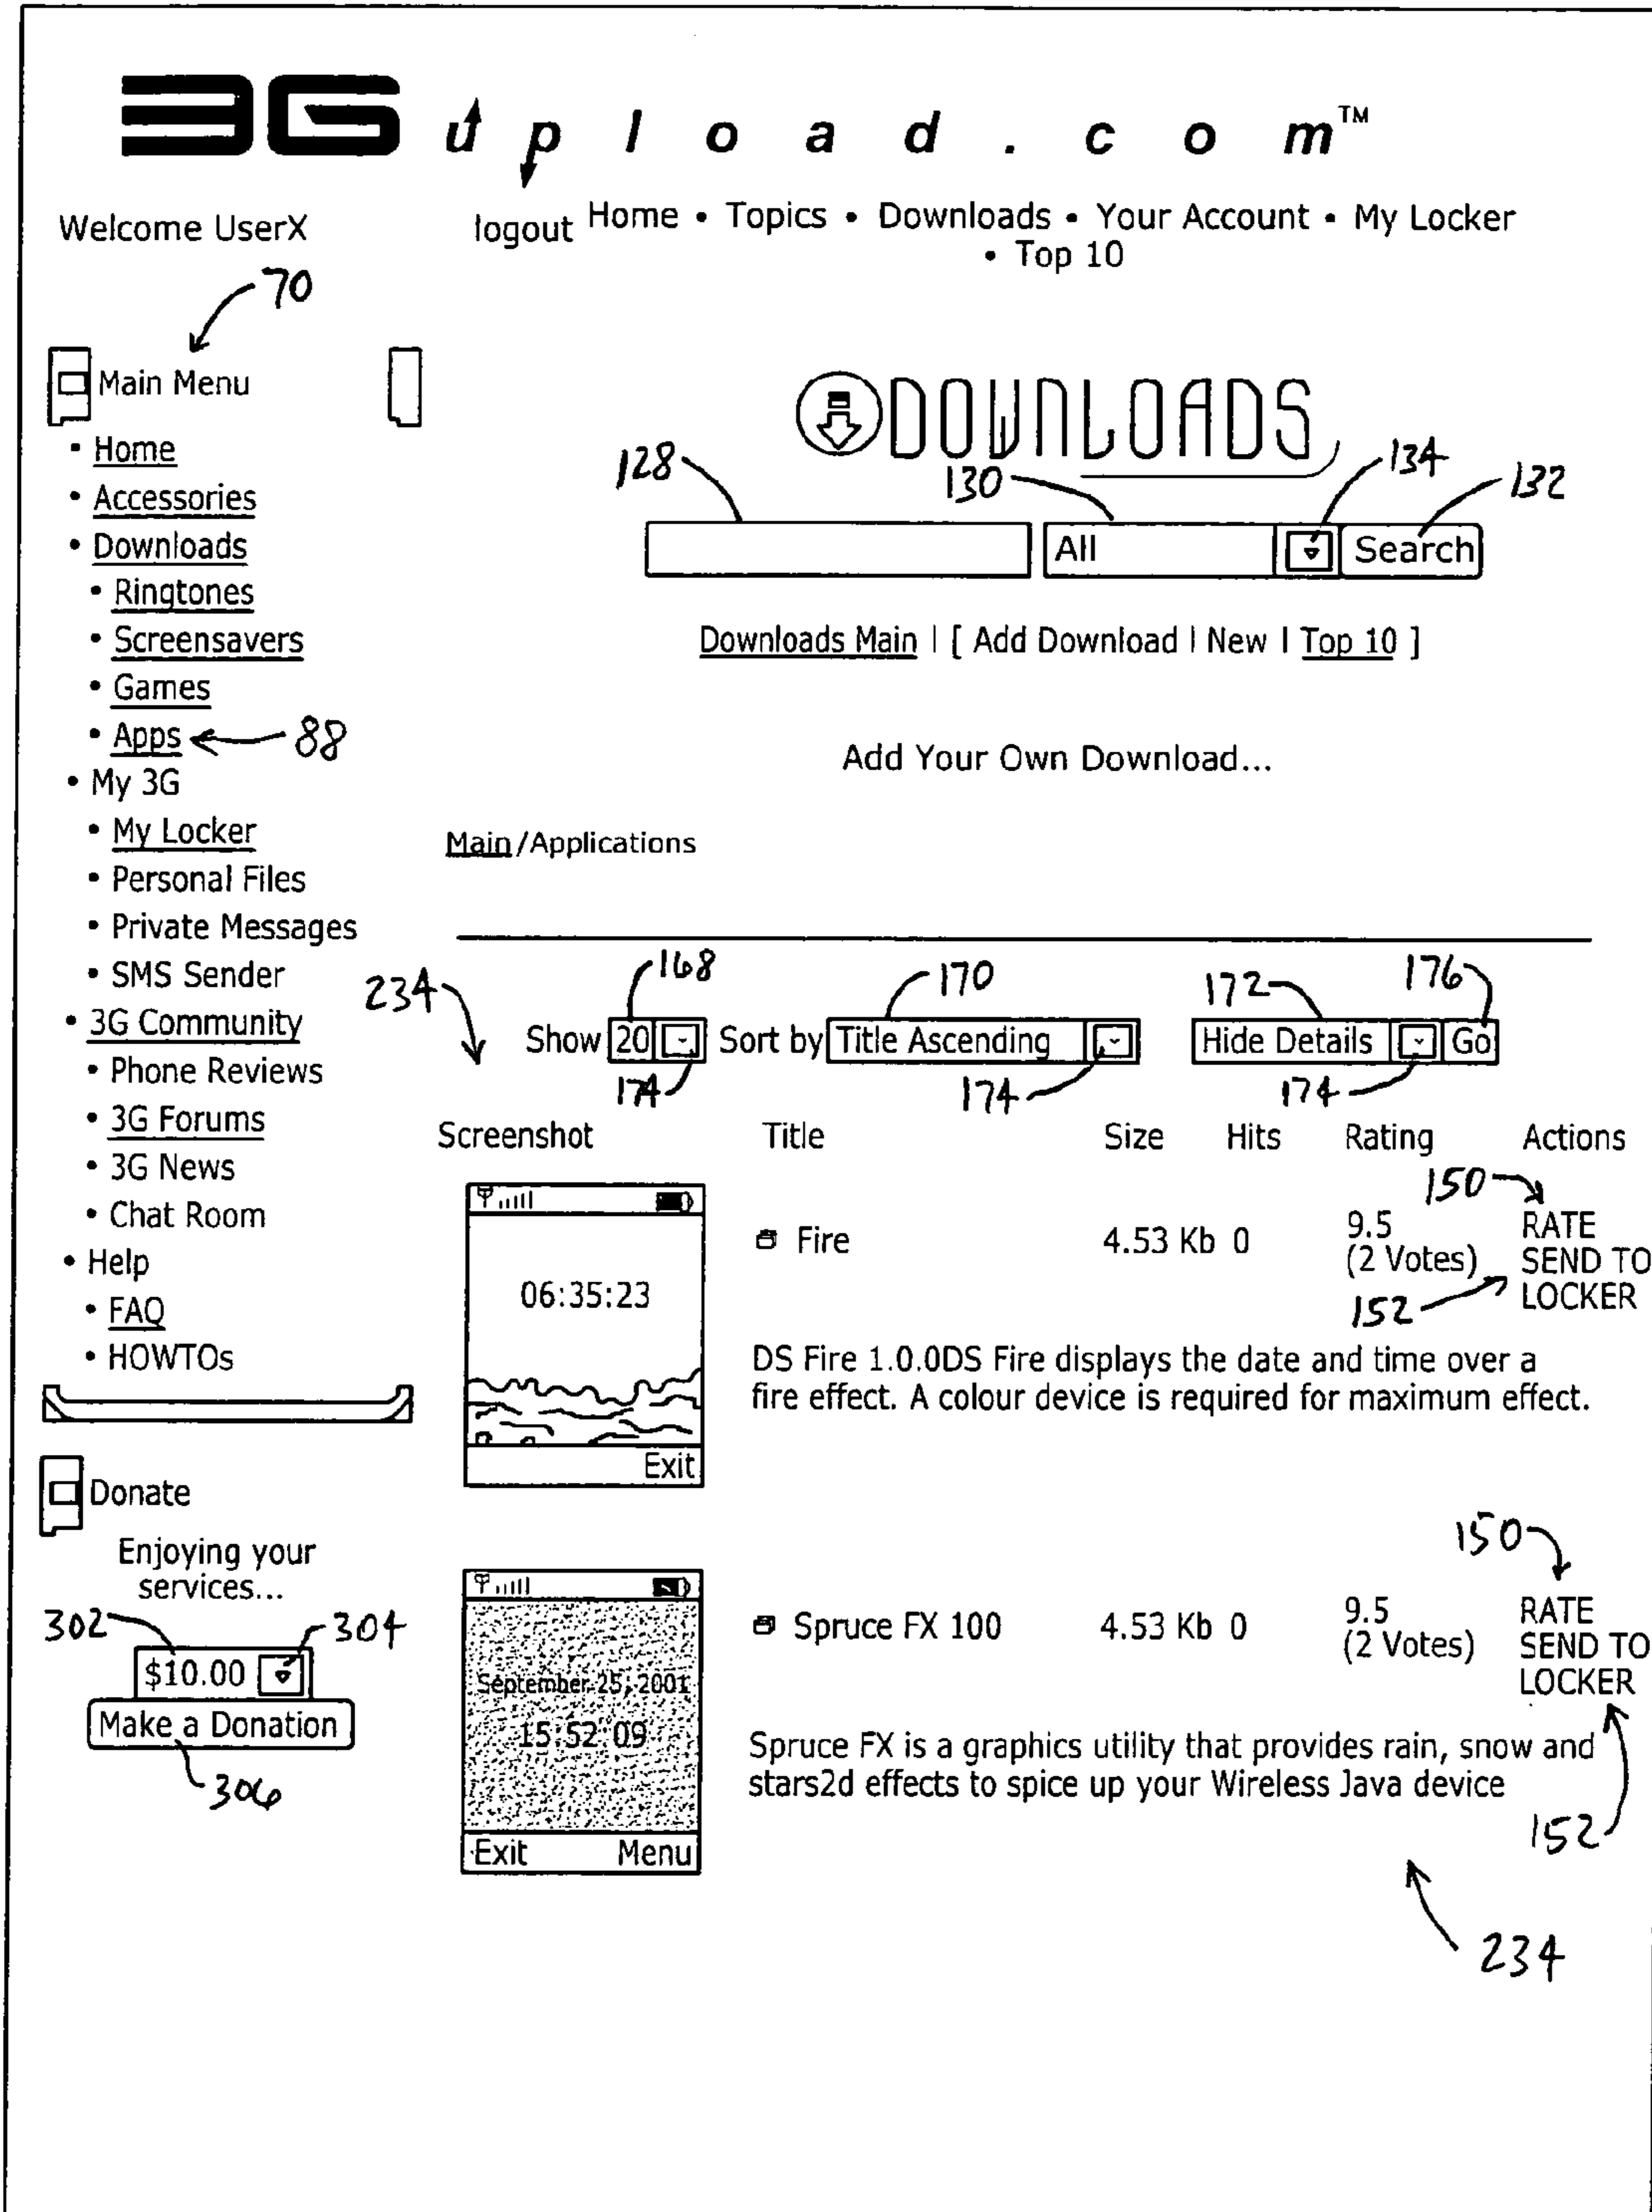 3G upload.com™
Welcome UserX
logout Home • Topics • Downloads • Your Account • My Locker
• Top 10
70
Main Menu
• Home
• Accessories
• Downloads
• Ringtones
• Screensavers
• Games
• Apps
88
• My 3G
• My Locker
• Personal Files
• Private Messages
• SMS Sender
• 3G Community
• Phone Reviews
• 3G Forums
• 3G News
• Chat Room
• Help
• FAQ
• HOWTOs
Donate
Enjoying your
services...
302
304
$10.00
Make a Donation
306
DOWNLOADS
128
130
134
132
All
Search
Downloads Main | [ Add Download | New | Top 10 ]
Add Your Own Download...
Main/Applications
234
168
170
172
176
Show 20 Sort by Title Ascending Hide Details Go
174
174
174
Screenshot Title Size Hits Rating Actions
150
06:35:23
Exit
Fire 4.53 Kb 0
9.5
(2 Votes)
RATE
SEND TO
LOCKER
152
DS Fire 1.0.0DS Fire displays the date and time over a
fire effect. A colour device is required for maximum effect.
150
September 25, 2001
15:52 09
Exit Menu
Spruce FX 100 4.53 Kb 0
9.5
(2 Votes)
RATE
SEND TO
LOCKER
Spruce FX is a graphics utility that provides rain, snow and
stars2d effects to spice up your Wireless Java device
152
234